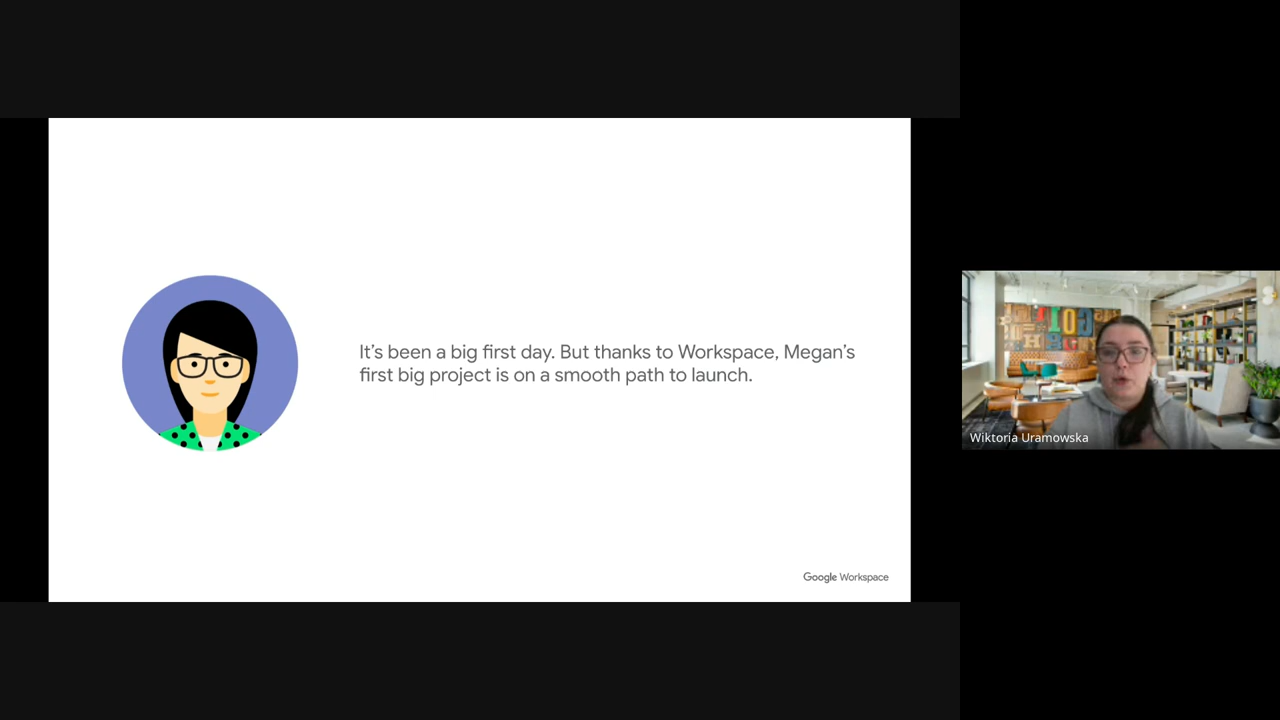 It’s been a big first day. But thanks to Workspace, Megan’s
first big project is on a smooth path to launch.
Google Workspace
Wiktoria Uramowska